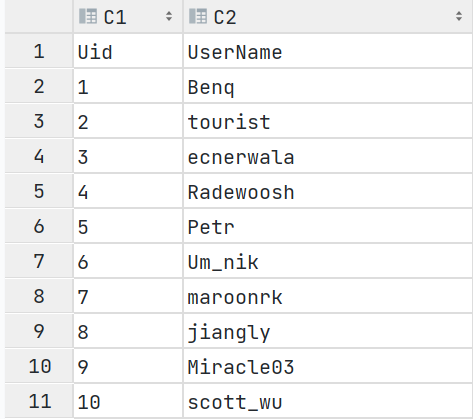 C1 C2
1 Uid UserName
2 1 Benq
3 2 tourist
4 3 ecnerwala
5 4 Radewoosh
6 5 Petr
7 6 Um_nik
8 7 maroonrk
9 8 jiangly
10 9 Miracle03
11 10 scott_wu